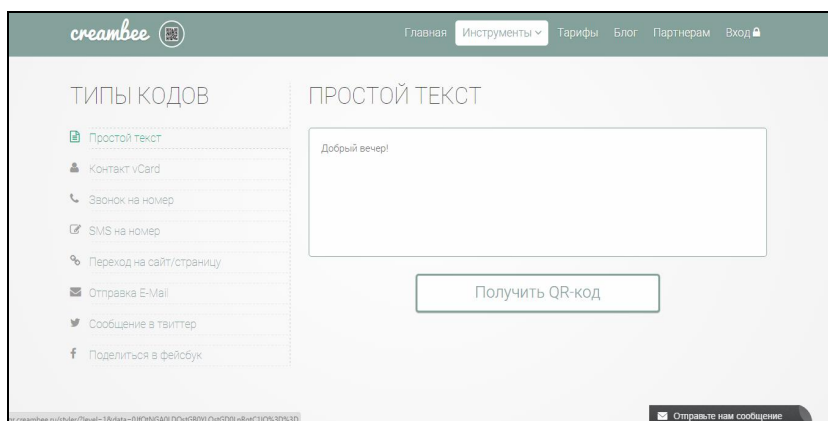 creambee
Главная Инструменты Тарифы Блог Партнерам Вход
ТИПЫ КОДОВ
Простой текст
Контакт vCard
Звонок на номер
SMS на номер
Переход на сайт/страницу
Отправка E-Mail
Сообщение в твиттер
Поделиться в фейсбук
ПРОСТОЙ ТЕКСТ
Добрый вечер!
Получить QR-код
Отправьте нам сообщение